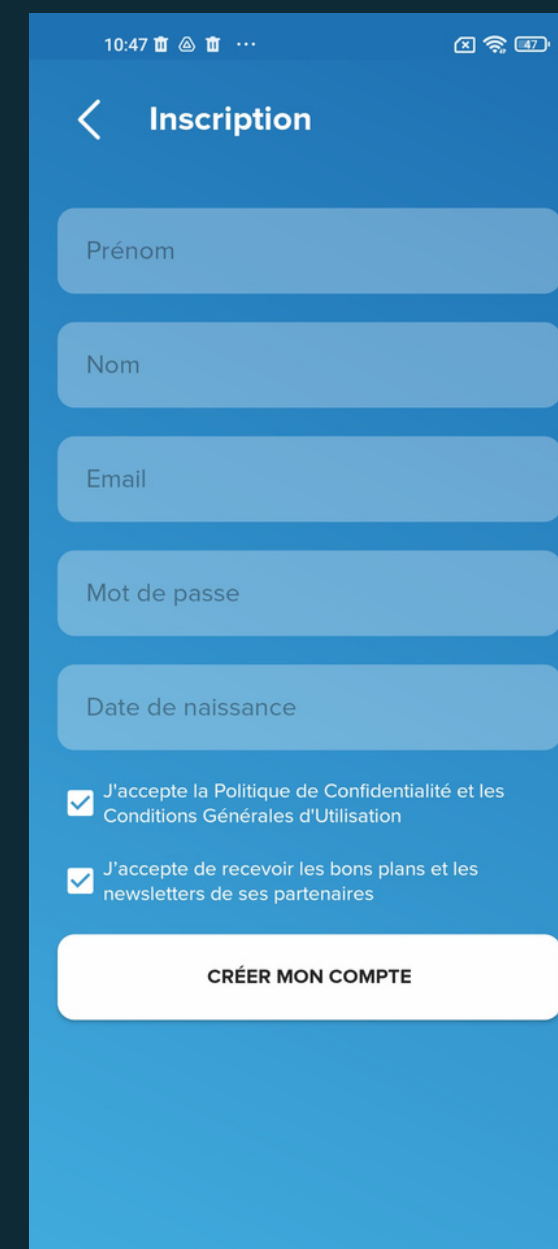 10:47 ...
47
Inscription
Prénom
Nom
Email
Mot de passe
Date de naissance
J'accepte la Politique de Confidentialité et les
Conditions Générales d'Utilisation
J'accepte de recevoir les bons plans et les
newsletters de ses partenaires
CRÉER MON COMPTE